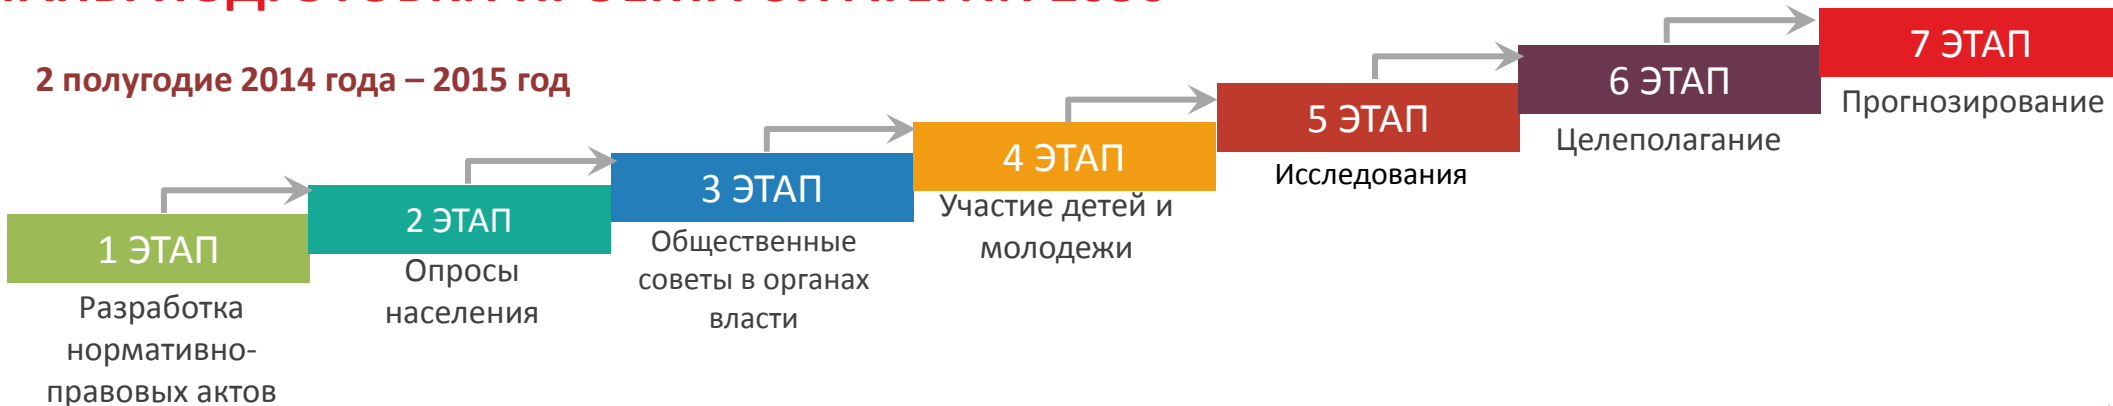 2 полугодие 2014 года – 2015 год
1 ЭТАП
Разработка
нормативно-
правовых актов
2 ЭТАП
Опросы
населения
3 ЭТАП
Общественные
советы в органах
власти
4 ЭТАП
Участие детей и
молодежи
5 ЭТАП
Исследования
6 ЭТАП
Целеполагание
7 ЭТАП
Прогнозирование